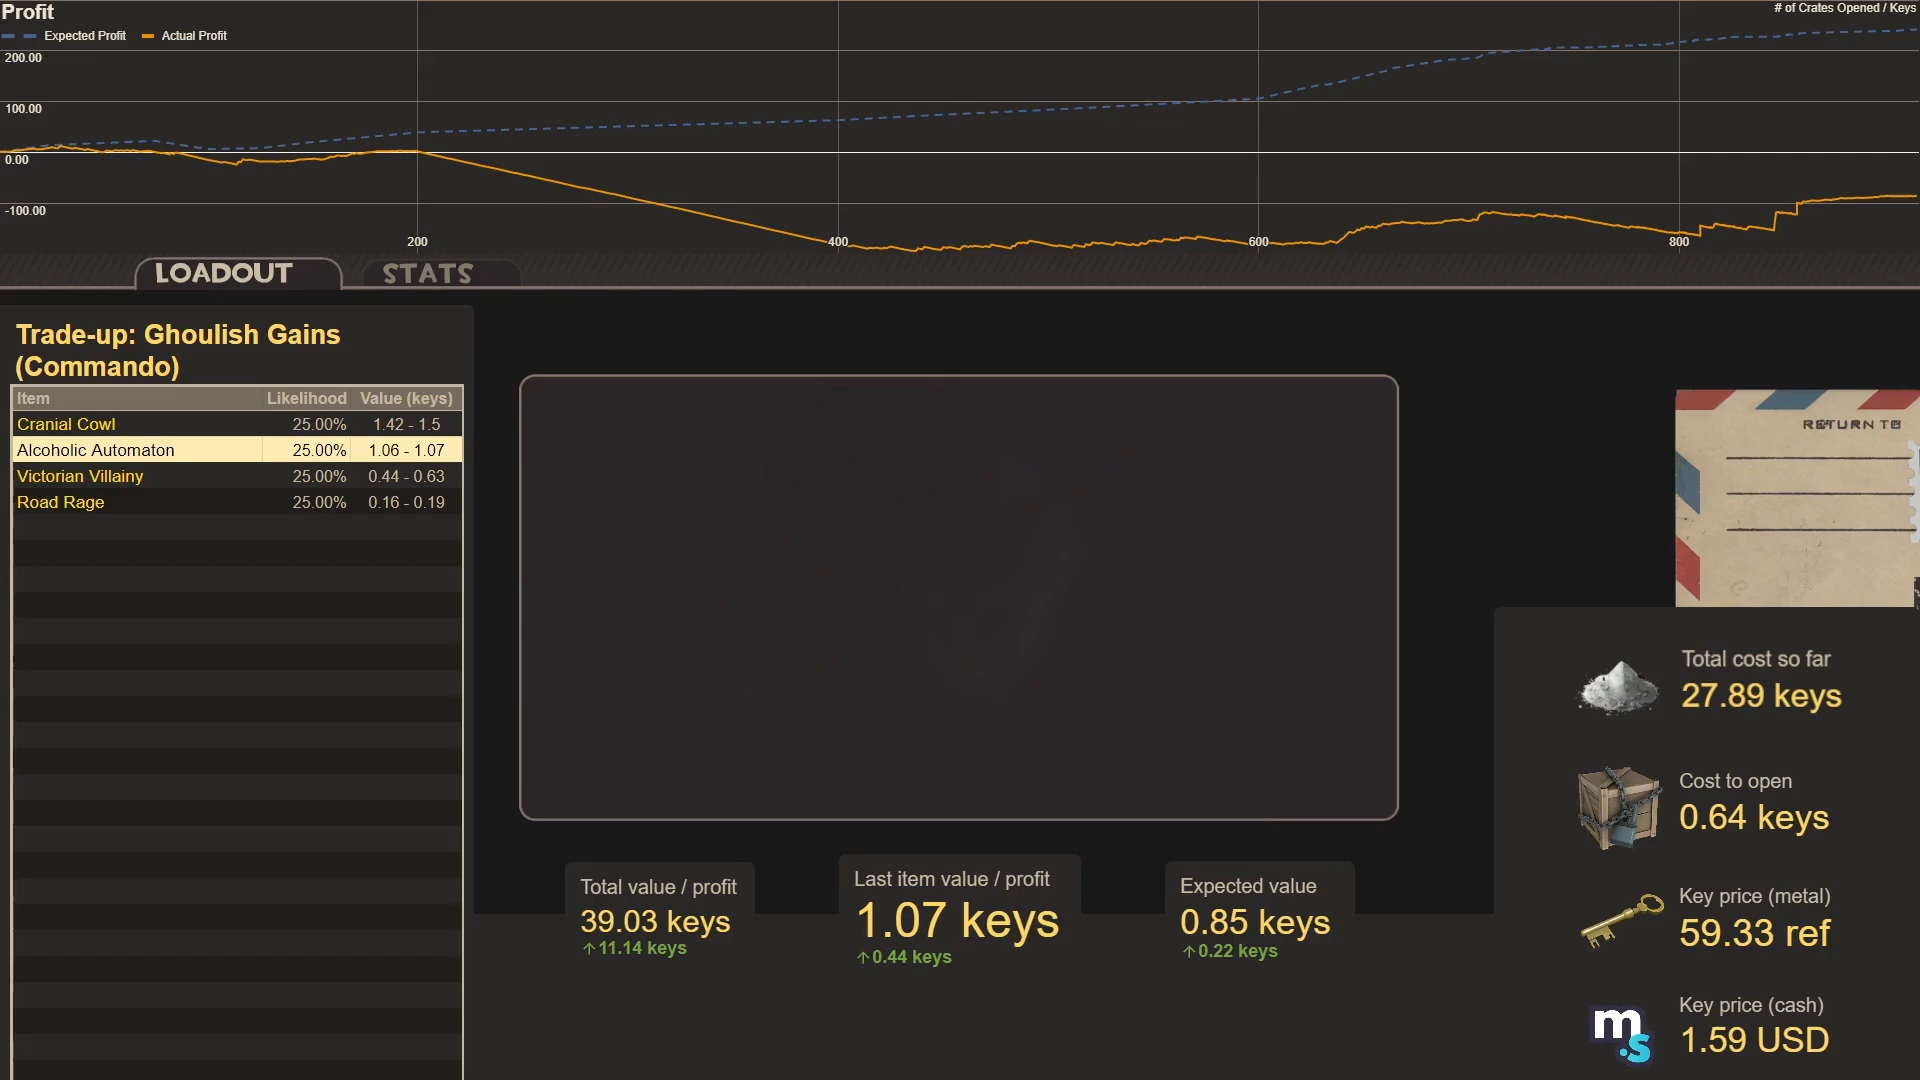 Profit
# of Crates Opened / Keys
Expected Profit Actual Profit
200.00
100.00
0.00
-100.00
200 400 600 800
LOADOUT STATS
Trade-up: Ghoulish Gains
(Commando)
Item Likelihood Value (keys)
Cranial Cowl 25.00% 1.42 - 1.5
Alcoholic Automaton 25.00% 1.06 - 1.07
Victorian Villainy 25.00% 0.44 - 0.63
Road Rage 25.00% 0.16 - 0.19
RETURN TO
Total cost so far
27.89 keys
Cost to open
0.64 keys
Key price (metal)
59.33 ref
Key price (cash)
1.59 USD
m.s
Total value / profit
39.03 keys
↑11.14 keys
Last item value / profit
1.07 keys
↑0.44 keys
Expected value
0.85 keys
↑0.22 keys